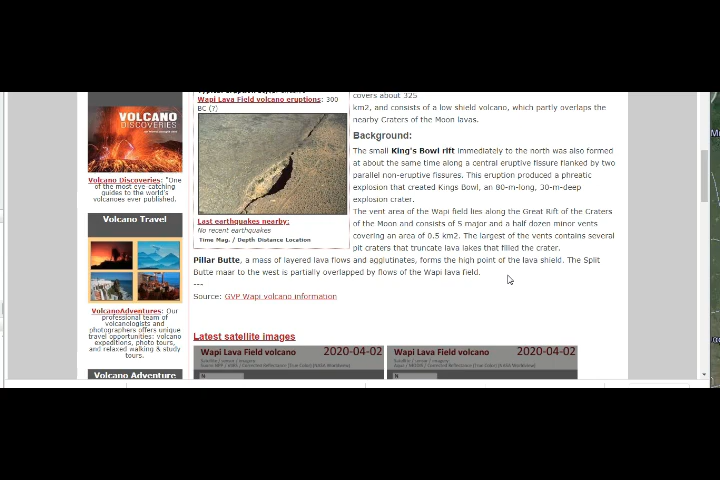 covers about 325
Wapi Lava Field volcano eruptions: 300
BC (?)
km2, and consists of a low shield volcano, which partly overlaps the
nearby Craters of the Moon lavas.
Background:
The small King's Bowl rift immediately to the north was also formed
at about the same time along a central eruptive fissure flanked by two
parallel non-eruptive fissures. This eruption produced a phreatic
explosion that created Kings Bowl, an 80-m-long, 30-m-deep
explosion crater.
The vent area of the Wapi field lies along the Great Rift of the Craters
of the Moon and consists of 5 major and a half dozen minor vents
covering an area of 0.5 km2. The largest of the vents contains several
pit craters that truncate lava lakes that filled the crater.
Last earthquakes nearby:
No recent earthquakes
Time Mag. / Depth Distance Location
Pillar Butte, a mass of layered lava flows and agglutinates, forms the high point of the lava shield. The Split
Butte maar to the west is partially overlapped by flows of the Wapi lava field.
---
Source: GVP Wapi volcano information
Latest satellite images
Wapi Lava Field volcano 2020-04-02
N
Wapi Lava Field volcano 2020-04-02
N
VOLCANO
DISCOVERIES
Volcano Discoveries: "One
of the most eye-catching
guides to the world's
volcanoes ever published.
Volcano Travel
VolcanoAdventures: Our
professional team of
volcanologists and
photographers offers unique
travel opportunities: volcano
expeditions, photo tours,
and relaxed walking & study
tours.
Volcano Adventure